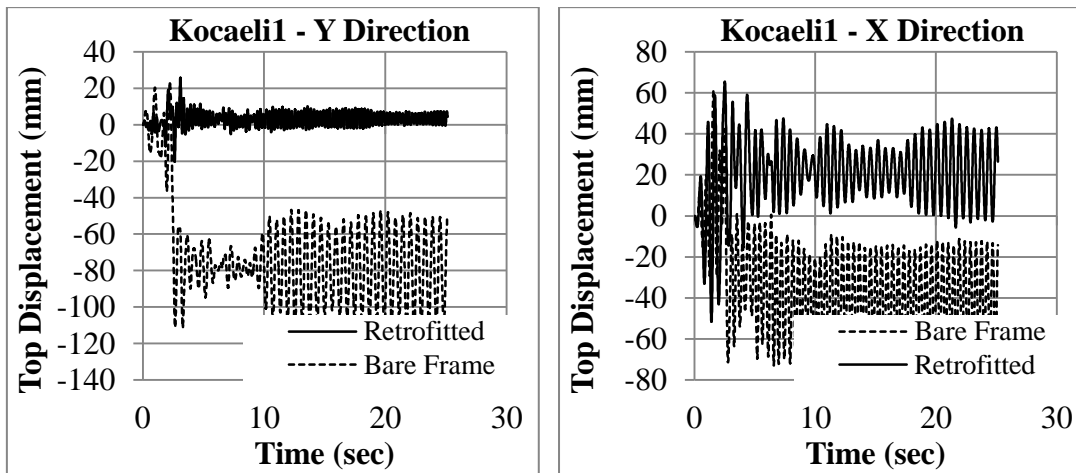 Kocaeli1 - Y Direction
Top Displacement (mm)
40
20
0
-20
-40
-60
-80
-100
-120
-140
Retrofitted
Bare Frame
0 10 20 30
Time (sec)
Kocaeli1 - X Direction
Top Displacement (mm)
80
60
40
20
0
-20
-40
-60
-80
Bare Frame
Retrofitted
0 10 20 30
Time (sec)